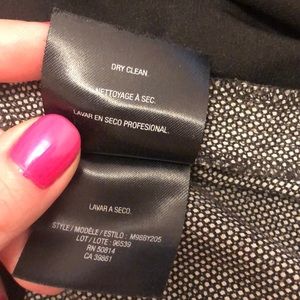 DRY CLEAN
NETTOYAGE À SEC.
LAVAR EN SECO PROFESIONAL.
LAVAR A SECO.
STYLE / MODÈLE / ESTILO : M98BY205
LOT / LOTE : 96539
RN 50814
CA 39861